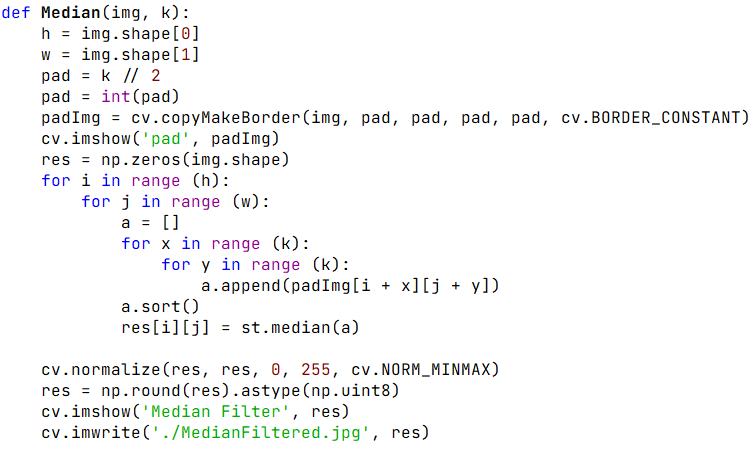 def Median(img, k):
    h = img.shape[0]
    w = img.shape[1]
    pad = k // 2
    pad = int(pad)
    padImg = cv.copyMakeBorder(img, pad, pad, pad, pad, cv.BORDER_CONSTANT)
    cv.imshow('pad', padImg)
    res = np.zeros(img.shape)
    for i in range (h):
        for j in range (w):
            a = []
            for x in range (k):
                for y in range (k):
                    a.append(padImg[i + x][j + y])
            a.sort()
            res[i][j] = st.median(a)

    cv.normalize(res, res, 0, 255, cv.NORM_MINMAX)
    res = np.round(res).astype(np.uint8)
    cv.imshow('Median Filter', res)
    cv.imwrite('./MedianFiltered.jpg', res)